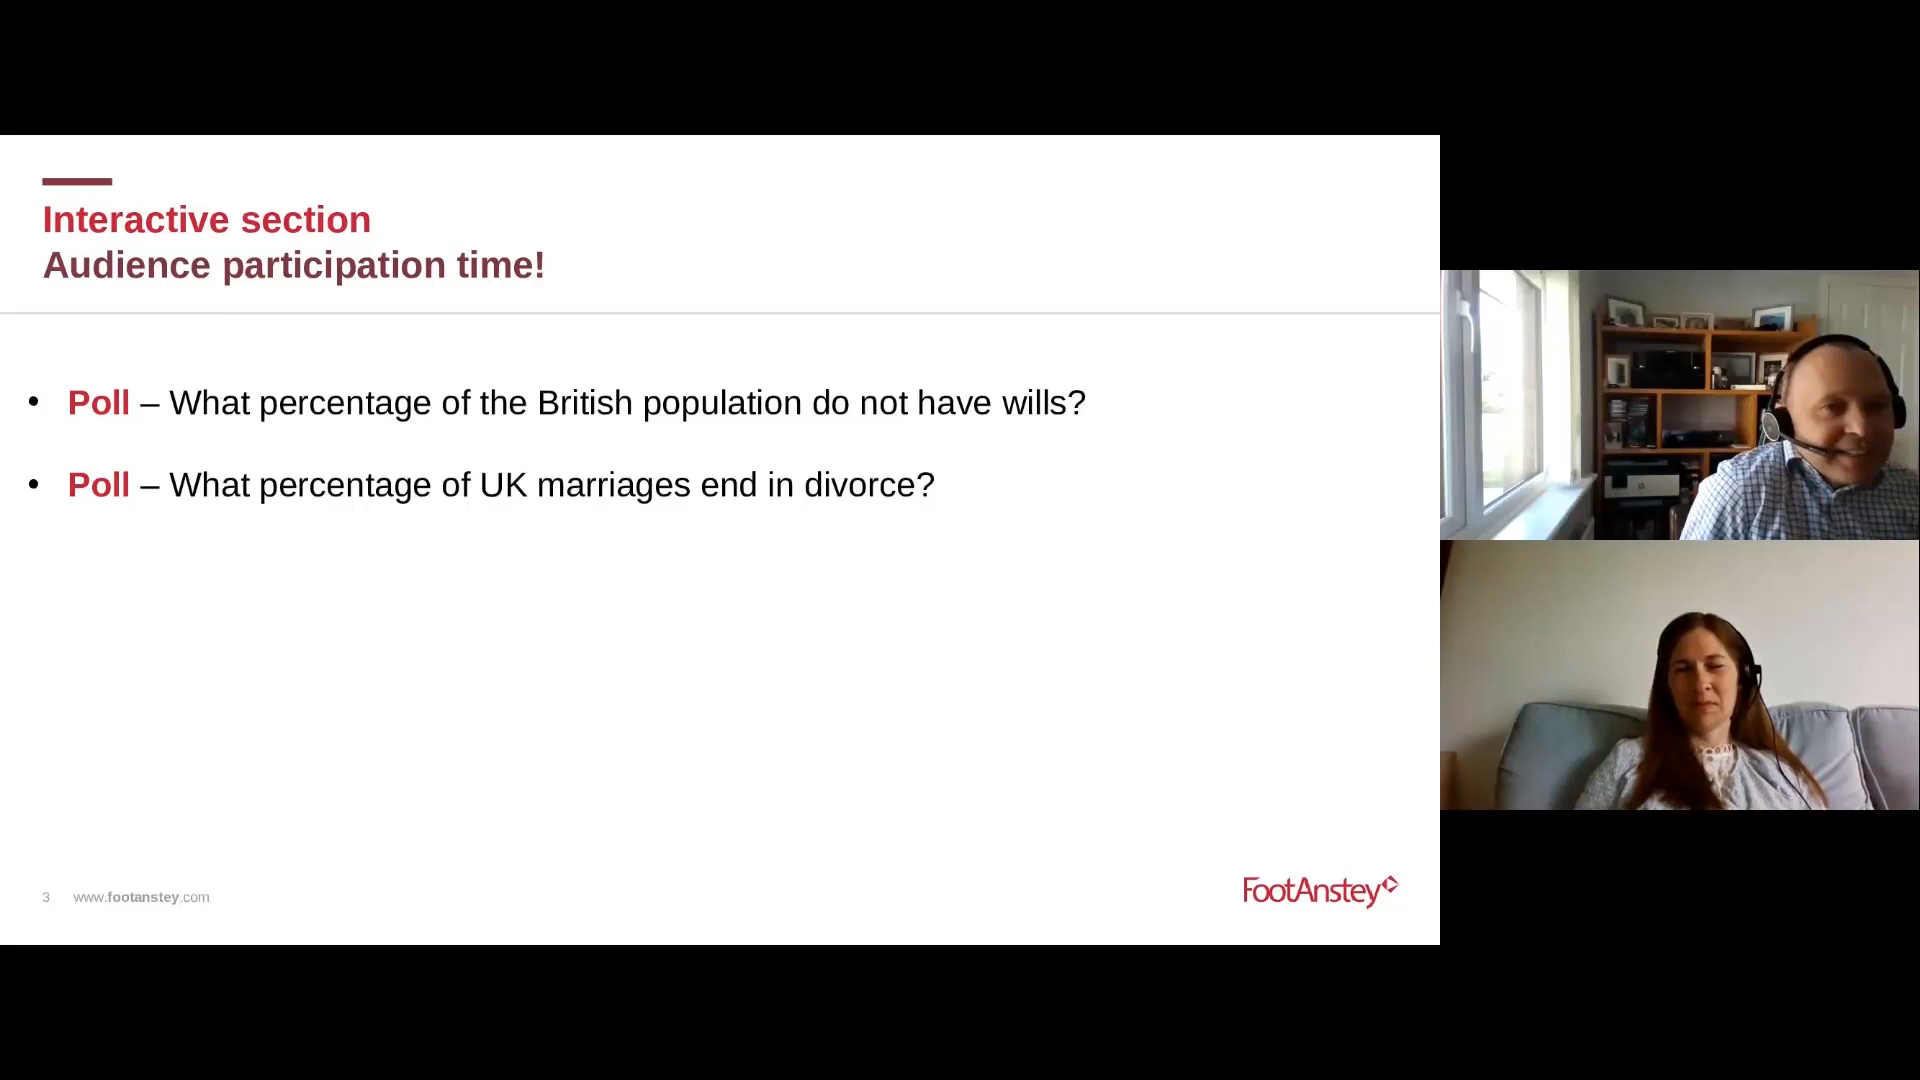 Interactive section
Audience participation time!
• Poll – What percentage of the British population do not have wills?
• Poll – What percentage of UK marriages end in divorce?
3 www.footanstey.com
FootAnstey